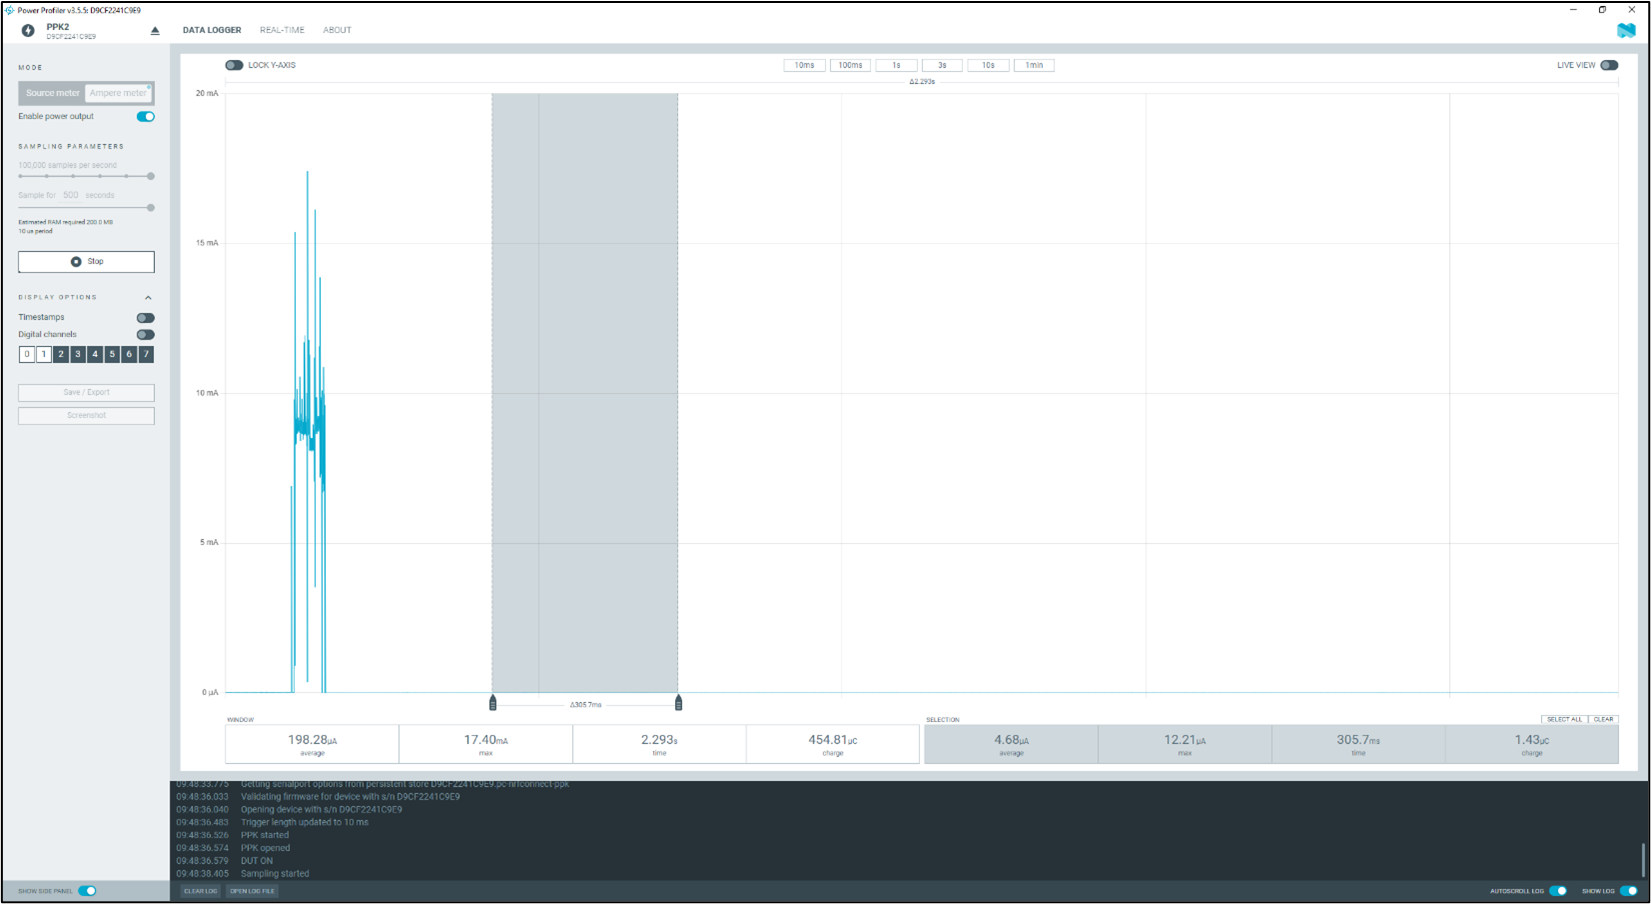 Power Profiler v3.5.5: D9CF2241C9E9
PPK2
D9CF2241C9E9
DATA LOGGER REAL-TIME ABOUT
MODE
Source meter Ampere meter
Enable power output
SAMPLING PARAMETERS
100,000 samples per second
Sample for 500 seconds
Estimated RAM required 200.0 MB
10 us period
Stop
DISPLAY OPTIONS
Timestamps
Digital channels
0 1 2 3 4 5 6 7
Save / Export
Screenshot
SHOW SIDE PANEL
LOCK Y-AXIS
10ms 100ms 1s 3s 10s 1min
LIVE VIEW
Δ2.293s
20 mA
15 mA
10 mA
5 mA
0 µA
Δ305.7ms
WINDOW
198.28µA 17.40mA 2.293s 454.81µC
average max time charge
SELECTION
SELECT ALL CLEAR
4.68µA 12.21µA 305.7ms 1.43µC
average max time charge
09:48:33.775 Getting serialport options from persistent store D9CF2241C9E9.pc-nrfconnect-ppk
09:48:36.033 Validating firmware for device with s/n D9CF2241C9E9
09:48:36.040 Opening device with s/n D9CF2241C9E9
09:48:36.483 Trigger length updated to 10 ms
09:48:36.526 PPK started
09:48:36.574 PPK opened
09:48:36.579 DUT ON
09:48:38.405 Sampling started
CLEAR LOG OPEN LOG FILE
AUTOSCROLL LOG SHOW LOG